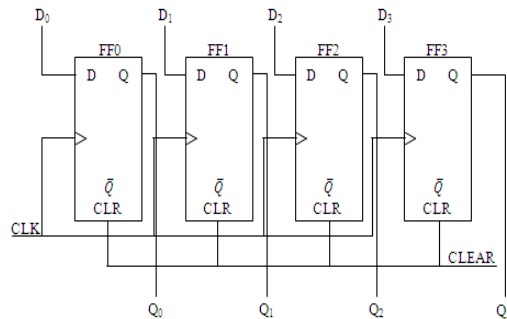 D0 D1 D2 D3
FF0 FF1 FF2 FF3
D Q D Q D Q D Q
Q̅ Q̅ Q̅ Q̅
CLR CLR CLR CLR
CLK
CLEAR
Q0 Q1 Q2 Q